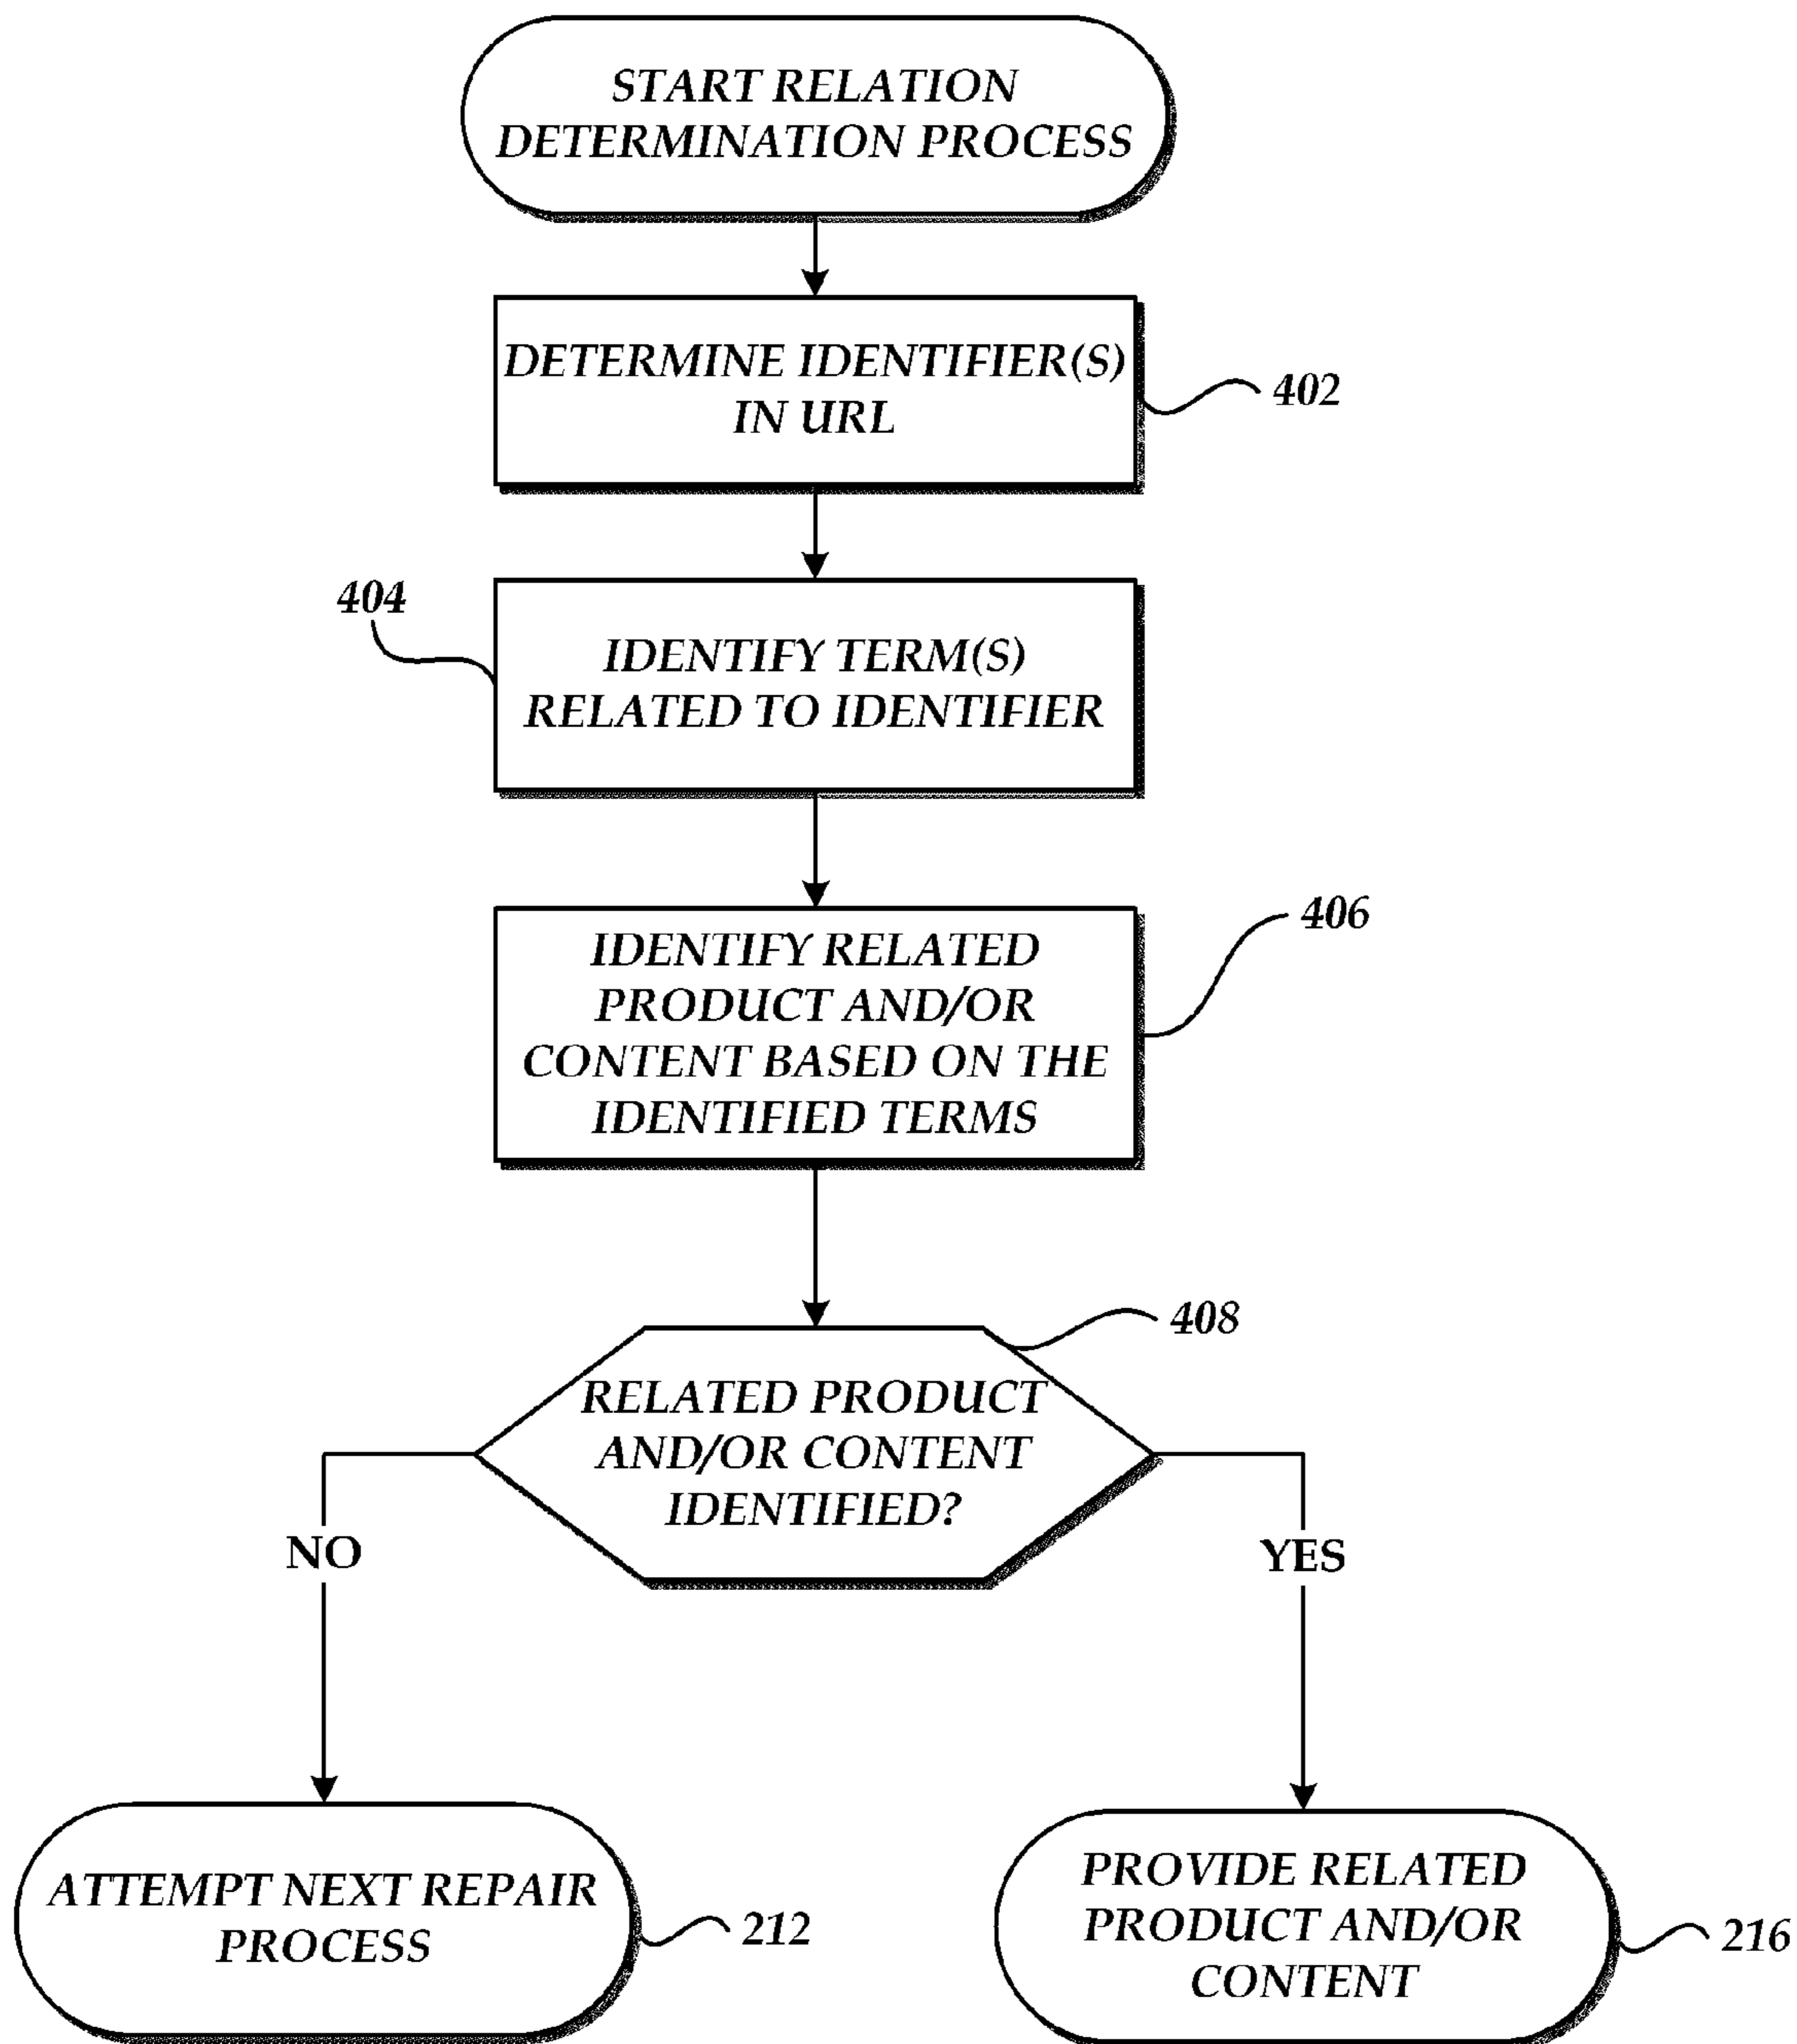 START RELATION
DETERMINATION PROCESS
DETERMINE IDENTIFIER(S)
IN URL
402
404
IDENTIFY TERM(S)
RELATED TO IDENTIFIER
406
IDENTIFY RELATED
PRODUCT AND/OR
CONTENT BASED ON THE
IDENTIFIED TERMS
408
RELATED PRODUCT
AND/OR CONTENT
IDENTIFIED?
NO
YES
ATTEMPT NEXT REPAIR
PROCESS
212
PROVIDE RELATED
PRODUCT AND/OR
CONTENT
216